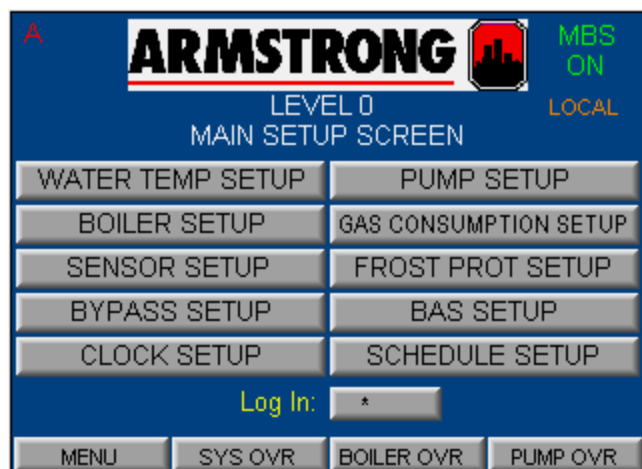 A
ARMSTRONG
MBS
ON
LEVEL 0
LOCAL
MAIN SETUP SCREEN
WATER TEMP SETUP
PUMP SETUP
BOILER SETUP
GAS CONSUMPTION SETUP
SENSOR SETUP
FROST PROT SETUP
BYPASS SETUP
BAS SETUP
CLOCK SETUP
SCHEDULE SETUP
Log In: *
MENU
SYS OVR
BOILER OVR
PUMP OVR